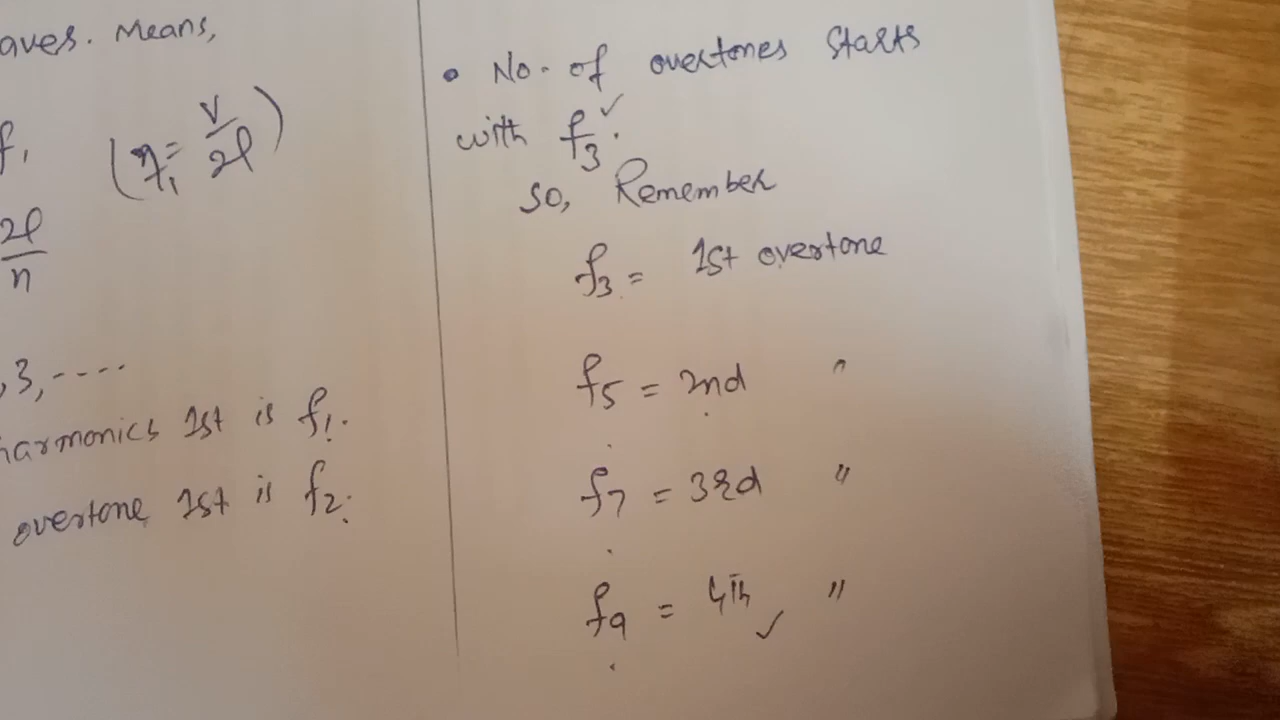 aves. Means,
f₁ (f₁ = v/2l)
2l/n
,3,----
harmonics 1st is f₁.
overtone 1st is f₂.
• No. of overtones starts
with f₃.
so, Remember
f₃ = 1st overtone
f₅ = 2nd "
f₇ = 3rd "
f₉ = 4th "